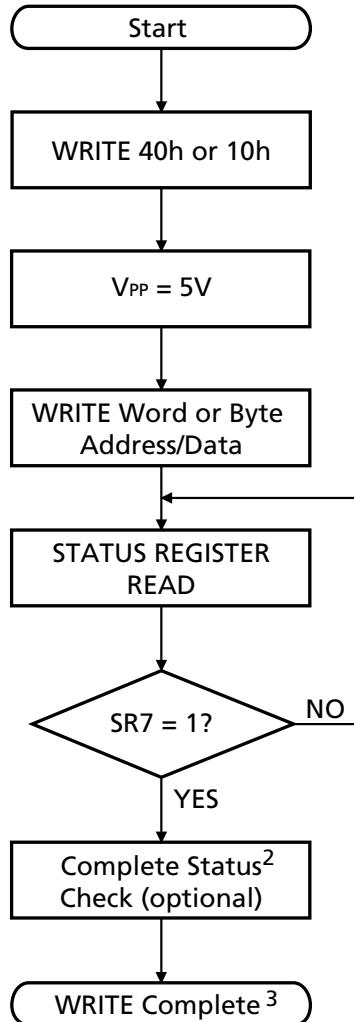 Start
WRITE 40h or 10h
VPP = 5V
WRITE Word or Byte
Address/Data
STATUS REGISTER
READ
SR7 = 1?
NO
YES
Complete Status2
Check (optional)
WRITE Complete 3